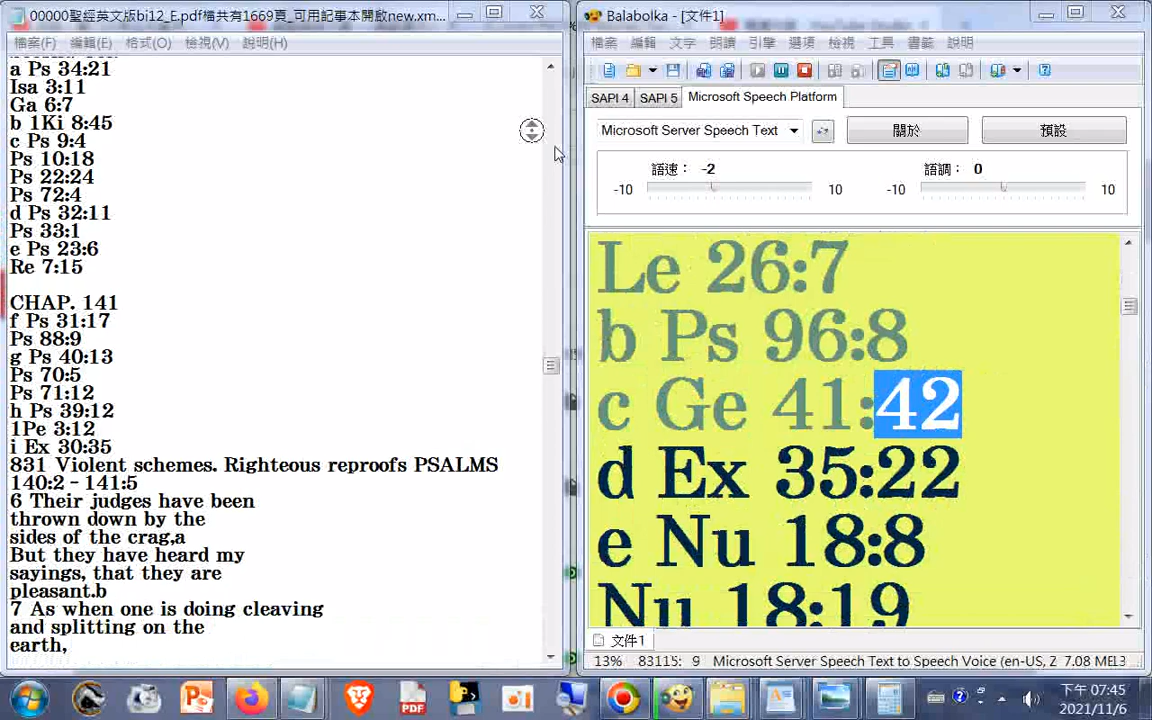 00000聖經英文版bi12_E.pdf檔共有1669頁_可用記事本開啟new.xm...
檔案(F) 編輯(E) 格式(O) 檢視(V) 說明(H)
a Ps 34:21
Isa 3:11
Ga 6:7
b 1Ki 8:45
c Ps 9:4
Ps 10:18
Ps 22:24
Ps 72:4
d Ps 32:11
Ps 33:1
e Ps 23:6
Re 7:15
CHAP. 141
f Ps 31:17
Ps 88:9
g Ps 40:13
Ps 70:5
Ps 71:12
h Ps 39:12
1Pe 3:12
i Ex 30:35
831 Violent schemes. Righteous reproofs PSALMS
140:2 - 141:5
6 Their judges have been
thrown down by the
sides of the crag,a
But they have heard my
sayings, that they are
pleasant.b
7 As when one is doing cleaving
and splitting on the
earth,
Balabolka - [文件1]
檔案 編輯 文字 朗讀 引擎 選項 檢視 工具 書籤 說明
SAPI 4 SAPI 5 Microsoft Speech Platform
Microsoft Server Speech Text 關於 預設
語速： -2 語調： 0
-10 10 -10 10
Le 26:7
b Ps 96:8
c Ge 41:42
d Ex 35:22
e Nu 18:8
Nu 18:19
文件1
13% 83115: 9 Microsoft Server Speech Text to Speech Voice (en-US, Z 7.08 MB
下午 07:45
2021/11/6